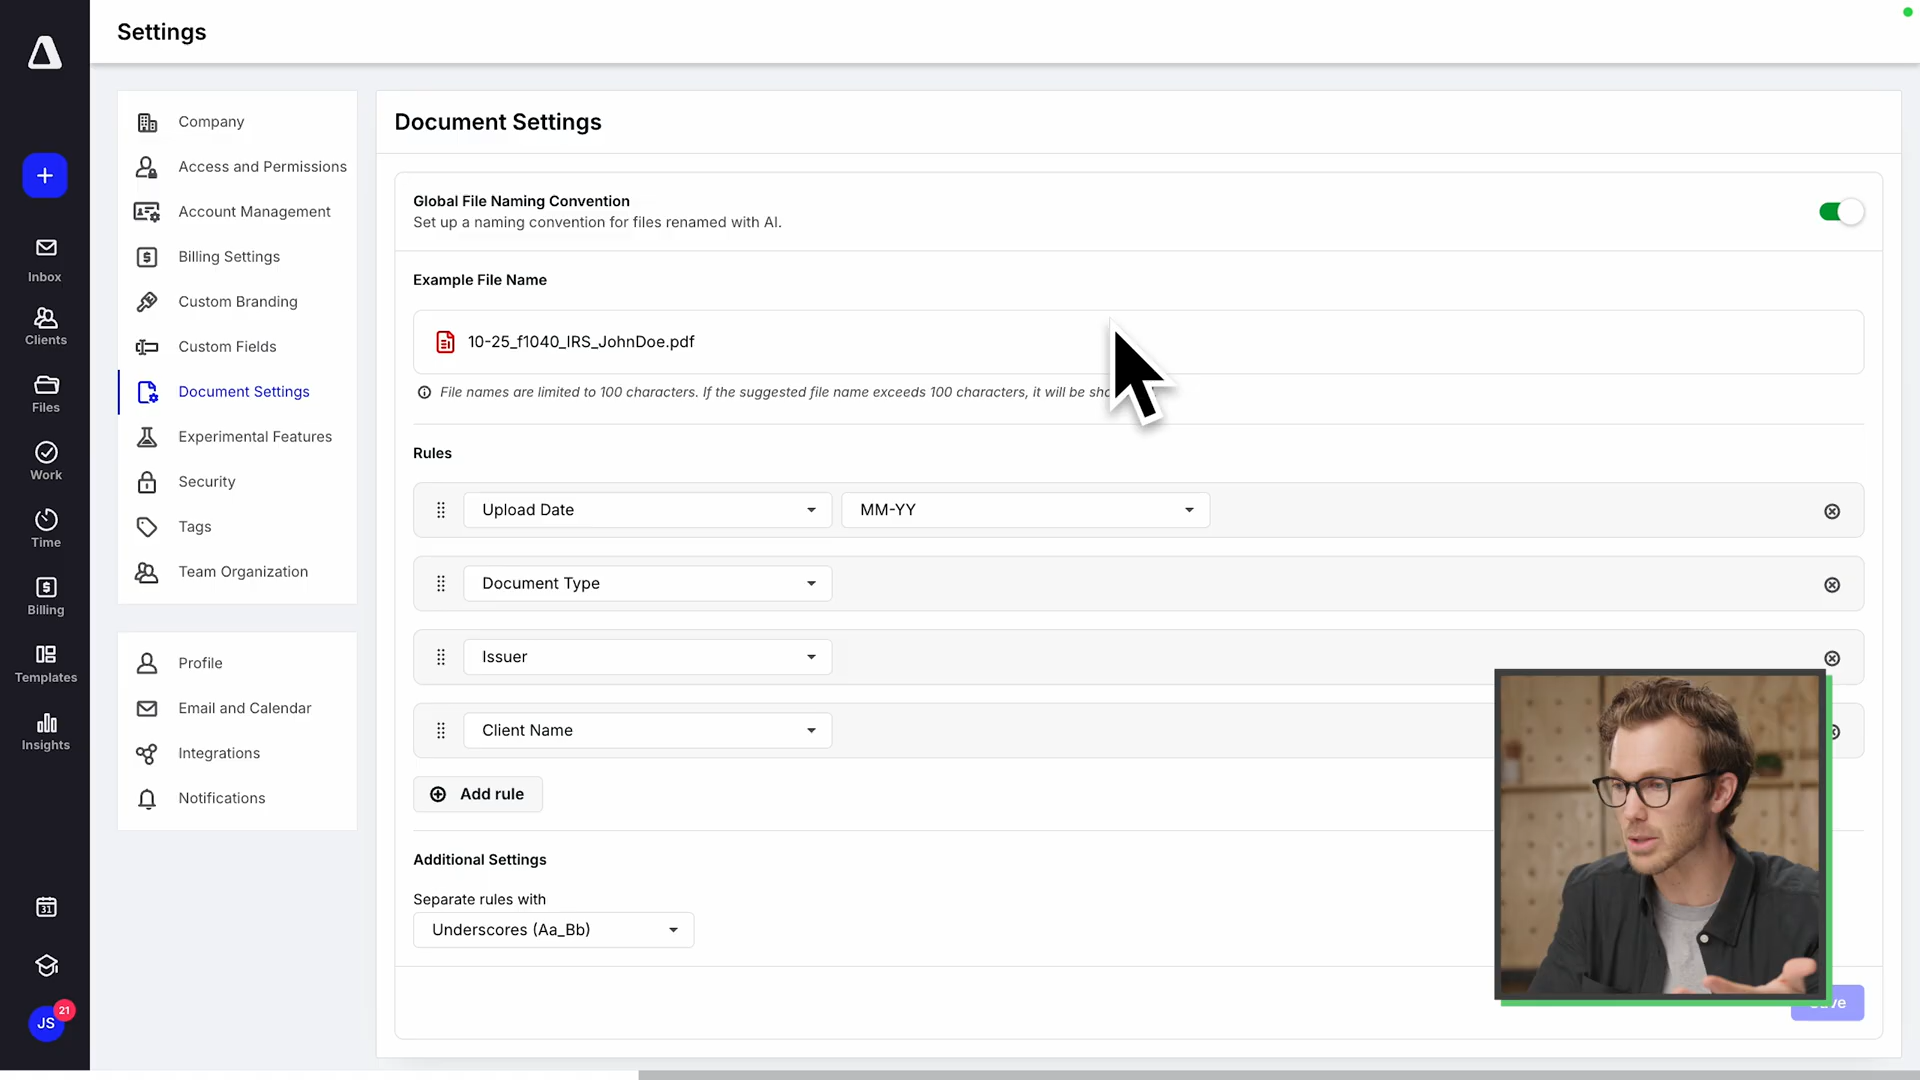 Settings
Inbox
Clients
Files
Work
Time
Billing
Templates
Insights
31
JS
21
Company
Access and Permissions
Account Management
Billing Settings
Custom Branding
Custom Fields
Document Settings
Experimental Features
Security
Tags
Team Organization
Profile
Email and Calendar
Integrations
Notifications
Document Settings
Global File Naming Convention
Set up a naming convention for files renamed with AI.
Example File Name
10-25_f1040_IRS_JohnDoe.pdf
File names are limited to 100 characters. If the suggested file name exceeds 100 characters, it will be
Rules
Upload Date
MM-YY
Document Type
Issuer
Client Name
Add rule
Additional Settings
Separate rules with
Underscores (Aa_Bb)